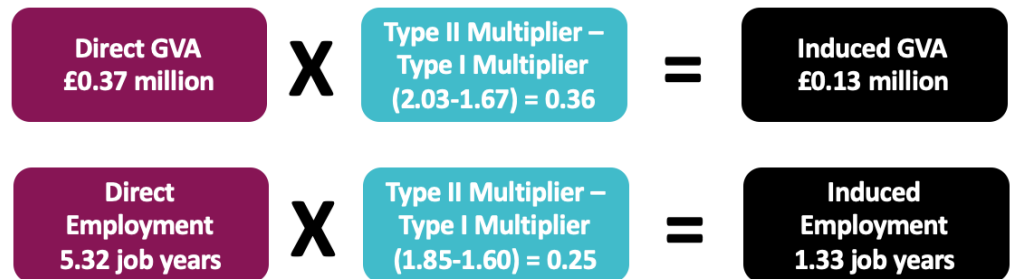 Direct GVA
£0.37 million
X
Type II Multiplier –
Type I Multiplier
(2.03-1.67) = 0.36
=
Induced GVA
£0.13 million
Direct
Employment
5.32 job years
X
Type II Multiplier –
Type I Multiplier
(1.85-1.60) = 0.25
=
Induced
Employment
1.33 job years